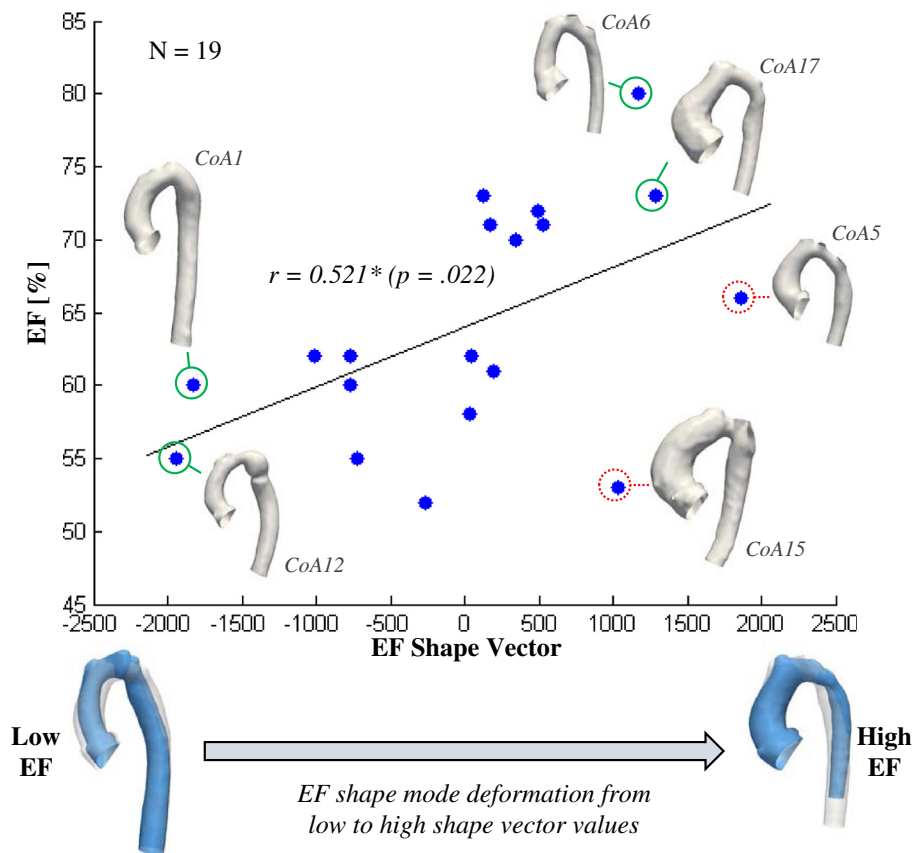 N = 19
CoA6
CoA17
CoA1
CoA5
r = 0.521* (p = .022)
CoA12
CoA15
EF [%]
85
80
75
70
65
60
55
50
45
-2500 -2000 -1500 -1000 -500 0 500 1000 1500 2000 2500
EF Shape Vector
Low
EF
High
EF
EF shape mode deformation from
low to high shape vector values